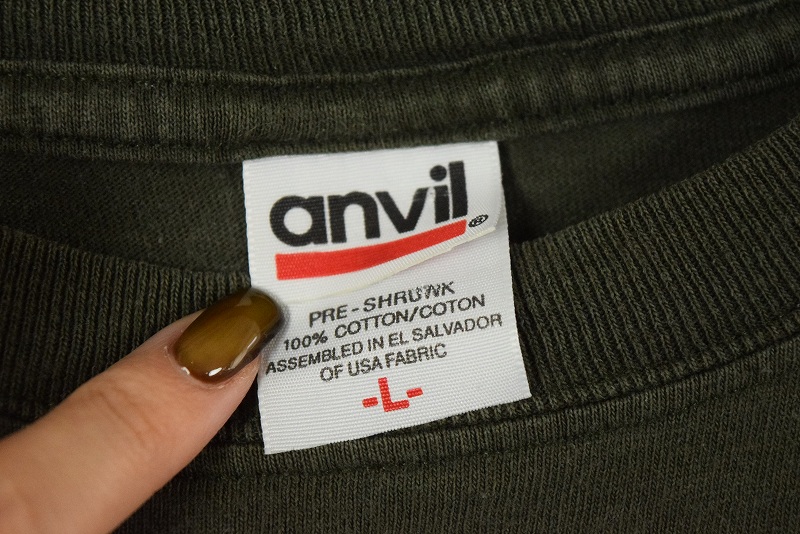 anvil®
PRE-SHRUNK
100% COTTON/COTON
ASSEMBLED IN EL SALVADOR
OF USA FABRIC
-L-